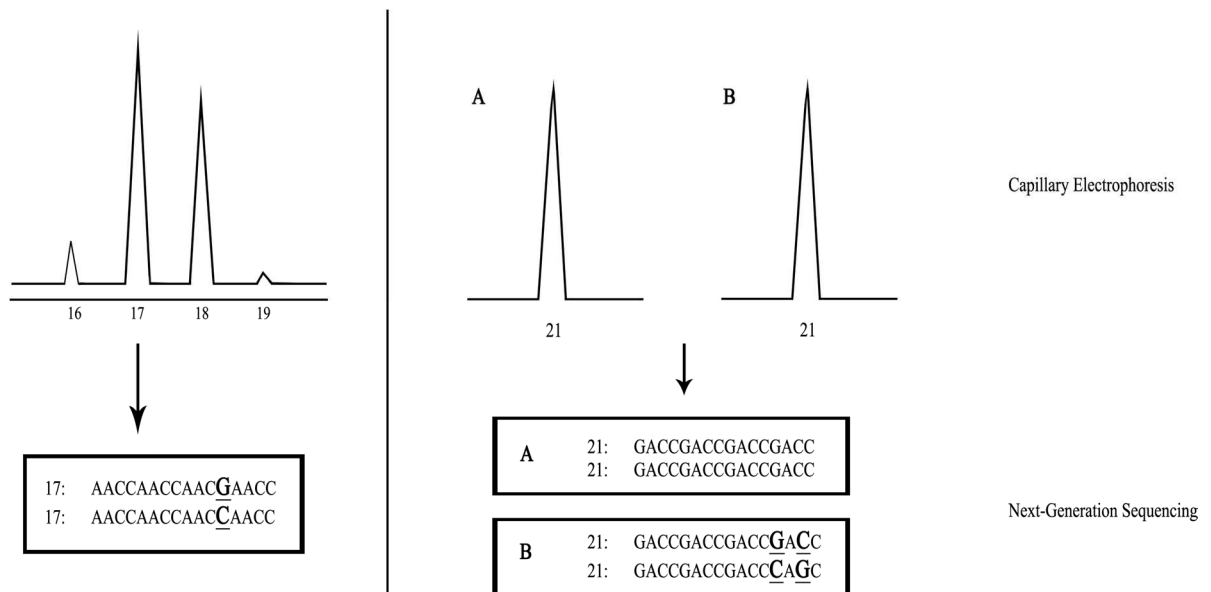 A
B
Capillary Electrophoresis
16 17 18 19
21
21
17: AACCAACCAACGAACC
17: AACCAACCAACCAACC
A
21: GACCGACCGACCGACC
21: GACCGACCGACCGACC
B
21: GACCGACCGACCGACC
21: GACCGACCGACCCAGC
Next-Generation Sequencing